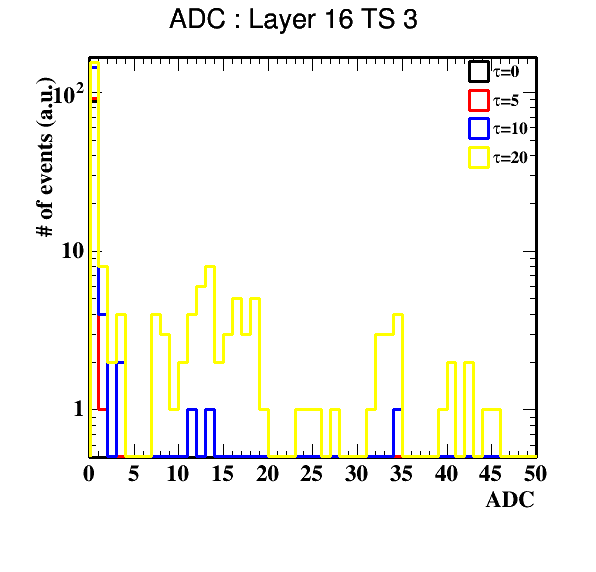 ADC : Layer 16 TS 3
# of events (a.u.)
10²
10
1
τ=0
τ=5
τ=10
τ=20
0 5 10 15 20 25 30 35 40 45 50
ADC